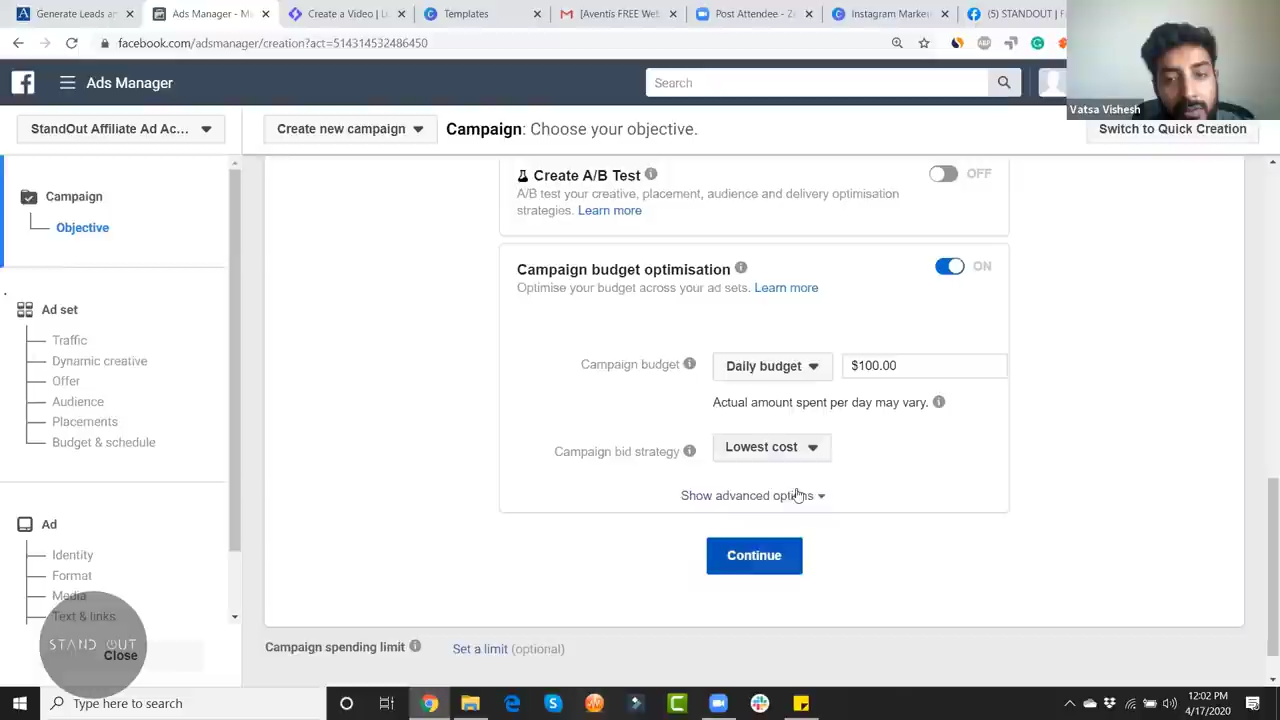 Generate Leads and
Ads Manager - Ma
Create a Video | Lu
Templates
[Aventis FREE Web
Post Attendee - Zo
Instagram Market
(5) STANDOUT | F
facebook.com/adsmanager/creation?act=514314532486450
ABP
Ads Manager
Search
Vatsa Vishesh
StandOut Affiliate Ad Ac...
Create new campaign
Campaign: Choose your objective.
Switch to Quick Creation
Campaign
Objective
Ad set
Traffic
Dynamic creative
Offer
Audience
Placements
Budget & schedule
Ad
Identity
Format
Media
Text & links
STAND OUT
Close
Create A/B Test
OFF
A/B test your creative, placement, audience and delivery optimisation
strategies. Learn more
Campaign budget optimisation
ON
Optimise your budget across your ad sets. Learn more
Campaign budget
Daily budget
$100.00
Actual amount spent per day may vary.
Campaign bid strategy
Lowest cost
Show advanced options
Continue
Campaign spending limit
Set a limit (optional)
Type here to search
12:02 PM
4/17/2020